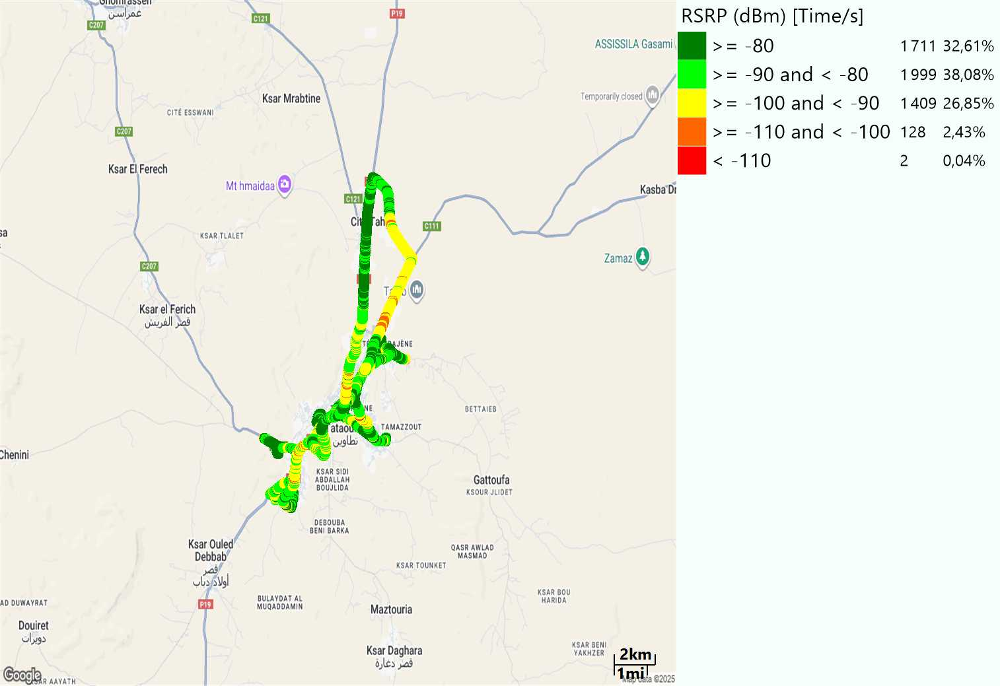 Ghomrassen
غمراسن
C207
C121
P19
ASSISSILA Gasami
Temporarily closed
Ksar Mrabtine
CITÉ ESSWANI
C207
Ksar El Ferech
Mt hmaidaa
C121
Kasba Dr
C111
KSAR TLALET
Zamaz
C207
Ksar el Ferich
قصر الفريش
BETTAIEB
TAMAZZOUT
تطاوين
Chenini
KSAR SIDI
ABDALLAH
BOUJLIDA
Gattoufa
KSOUR JLIDET
DEBOUBA
BENI BARKA
Ksar Ouled
Debbab
قصر
أولاد دباب
QASR AWLAD
MASMAD
KSAR TOUNKET
KSAR BOU
HARIDA
BULAYDAT AL
MUQADDAMIN
P19
AD DUWAYRAT
Maztouria
Douiret
دويرات
Ksar Daghara
قصر دغارة
KSAR BENI
YAKHZER
2km
1mi
Google
KSAR AAYATH
Map data ©2025
RSRP (dBm) [Time/s]
>= -80 1 711 32,61%
>= -90 and < -80 1 999 38,08%
>= -100 and < -90 1 409 26,85%
>= -110 and < -100 128 2,43%
< -110 2 0,04%